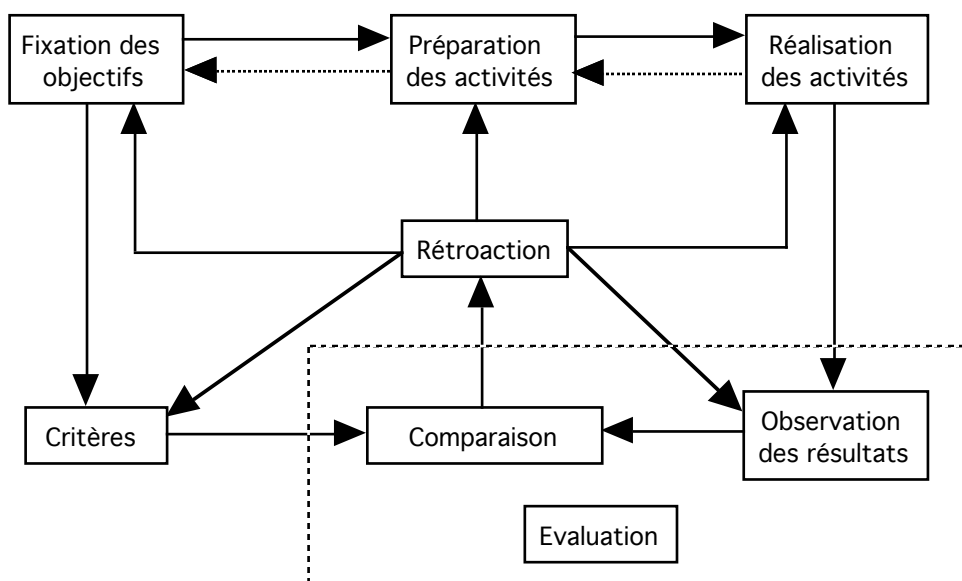 Fixation des
objectifs
Préparation
des activités
Réalisation
des activités
Rétroaction
Critères
Comparaison
Observation
des résultats
Evaluation